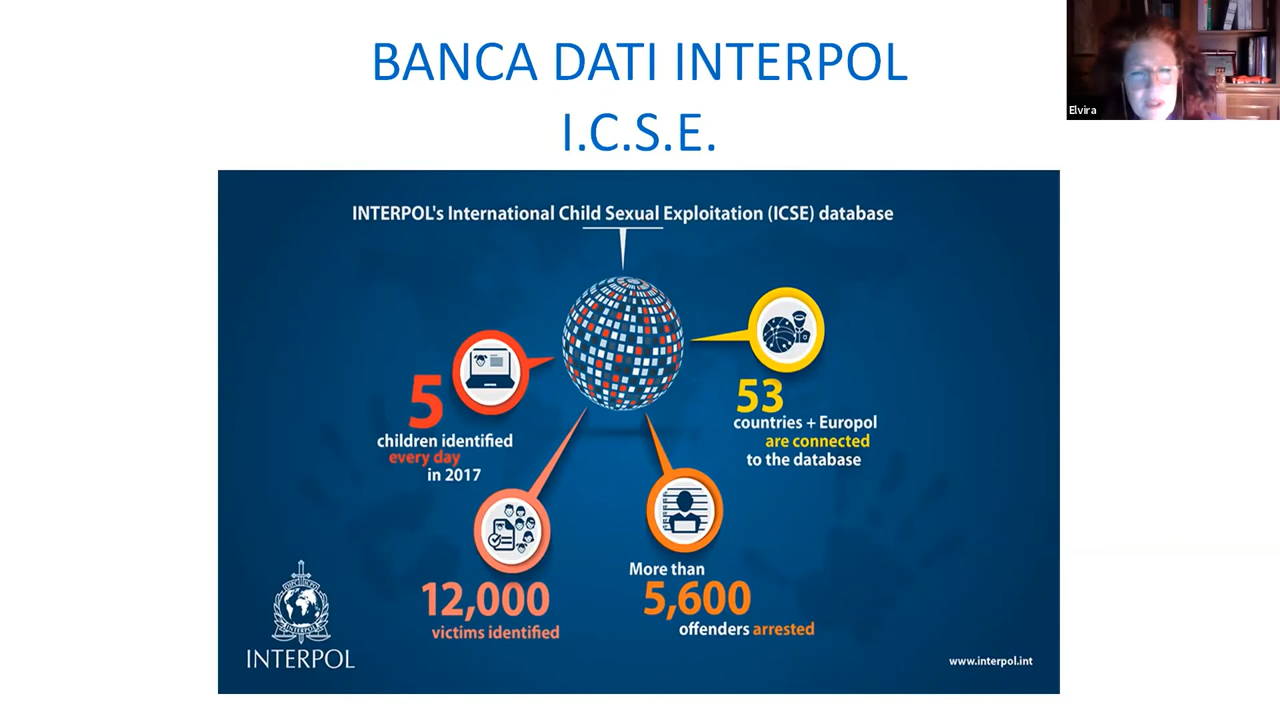 BANCA DATI INTERPOL
I.C.S.E.
Elvira
INTERPOL's International Child Sexual Exploitation (ICSE) database
5
children identified
every day
in 2017
53
countries + Europol
are connected
to the database
12,000
victims identified
More than
5,600
offenders arrested
INTERPOL
www.interpol.int